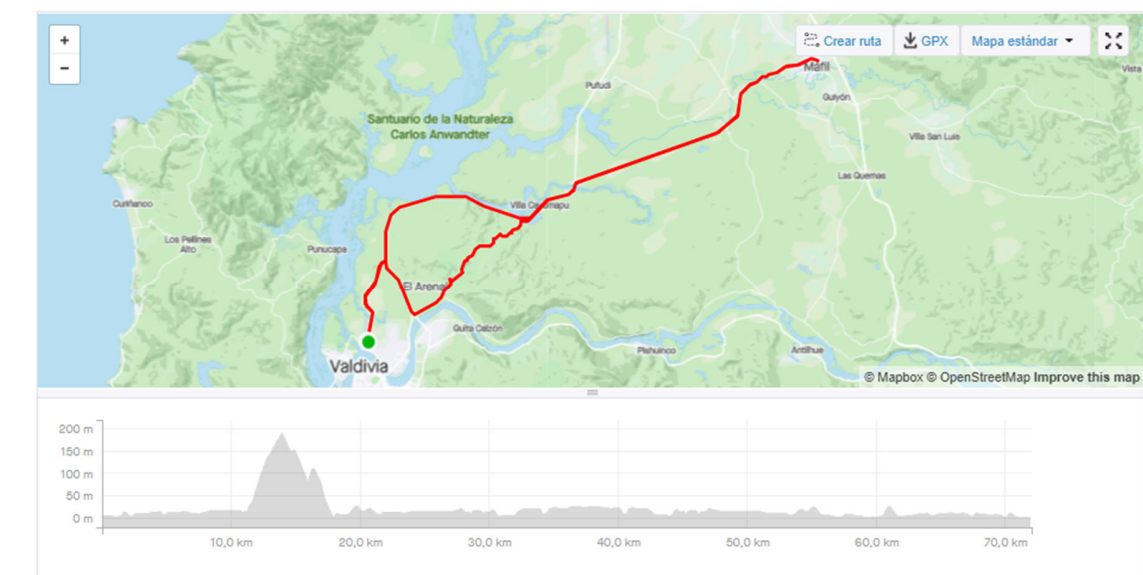 +
−
Crear ruta
GPX
Mapa estándar
Máfil
Vista
Pufudi
Gulyón
Santuario de la Naturaleza
Carlos Anwandter
Villa San Luis
Las Quemas
Curiñanco
Villa Cayumapu
Los Pellines
Alto
Punucapa
El Arenal
Quita Calzón
Pishuinco
Antilhue
Valdivia
© Mapbox © OpenStreetMap Improve this map
200 m
150 m
100 m
50 m
0 m
10,0 km
20,0 km
30,0 km
40,0 km
50,0 km
60,0 km
70,0 km